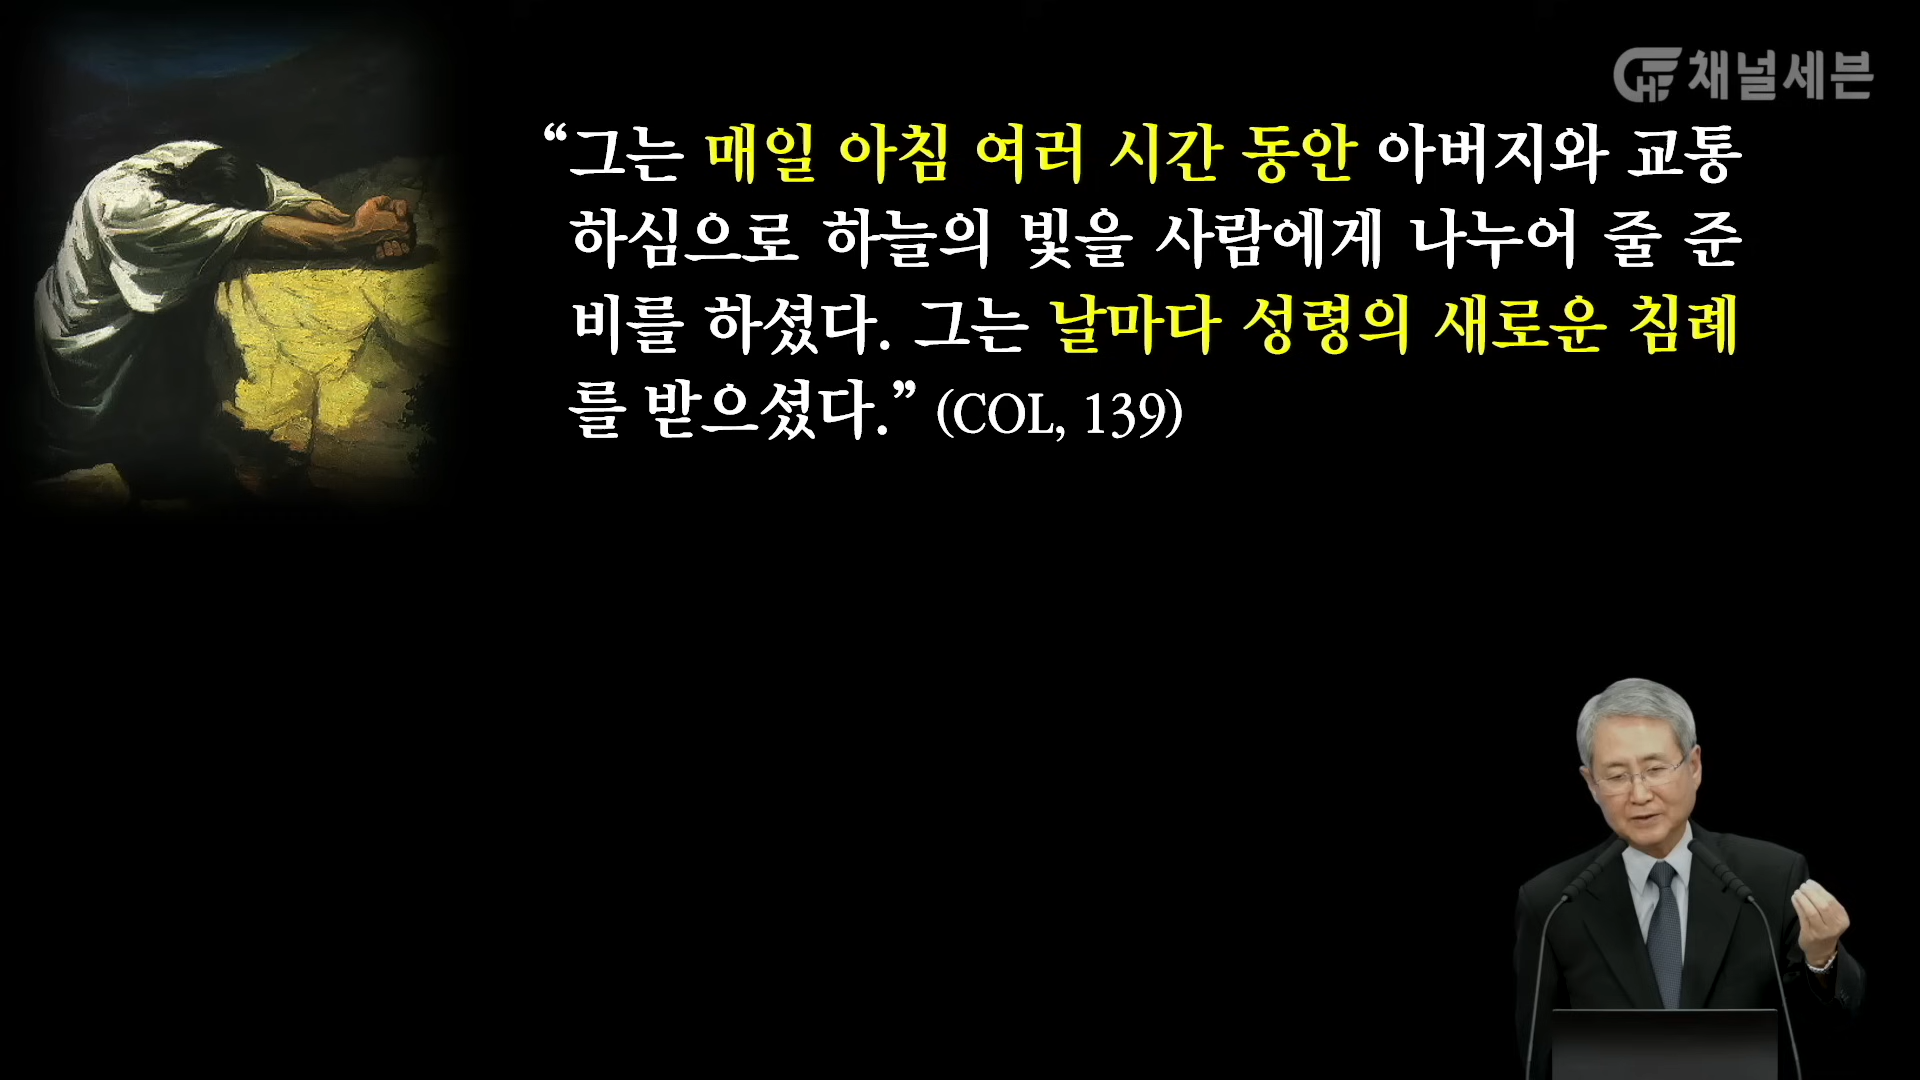 채널세븐
“그는 매일 아침 여러 시간 동안 아버지와 교통
하심으로 하늘의 빛을 사람에게 나누어 줄 준
비를 하셨다. 그는 날마다 성령의 새로운 침례
를 받으셨다.” (COL, 139)